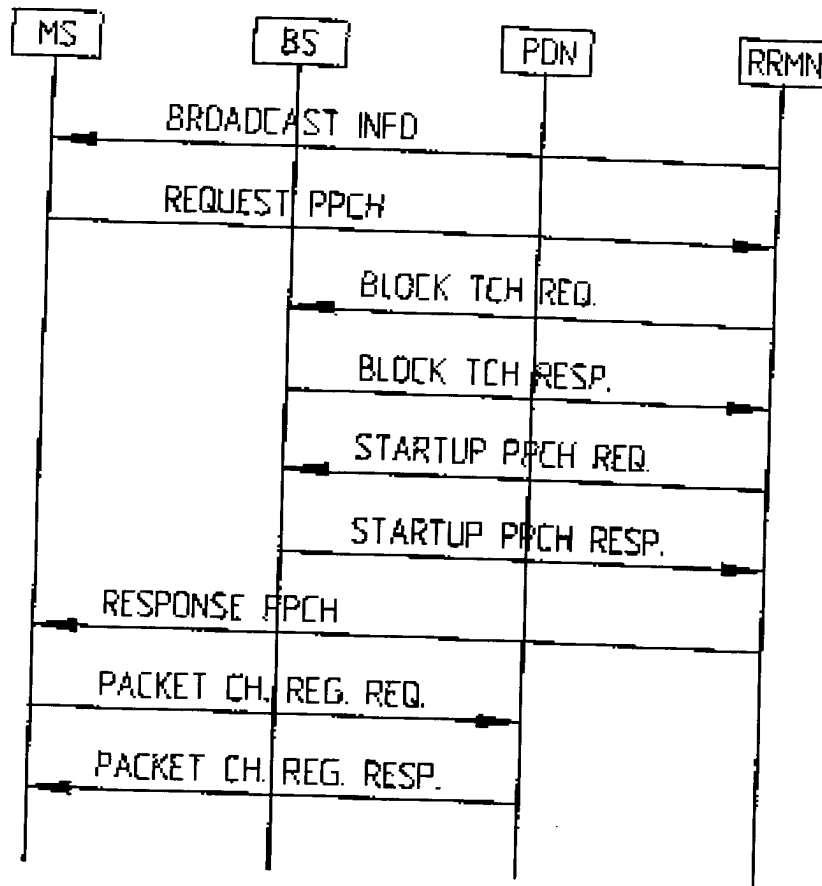 MS
BS
PDN
RRMN
BROADCAST INFO
REQUEST PPCH
BLOCK TCH REQ.
BLOCK TCH RESP.
STARTUP PPCH REQ.
STARTUP PPCH RESP.
RESPONSE PPCH
PACKET CH. REG. REQ.
PACKET CH. REG. RESP.